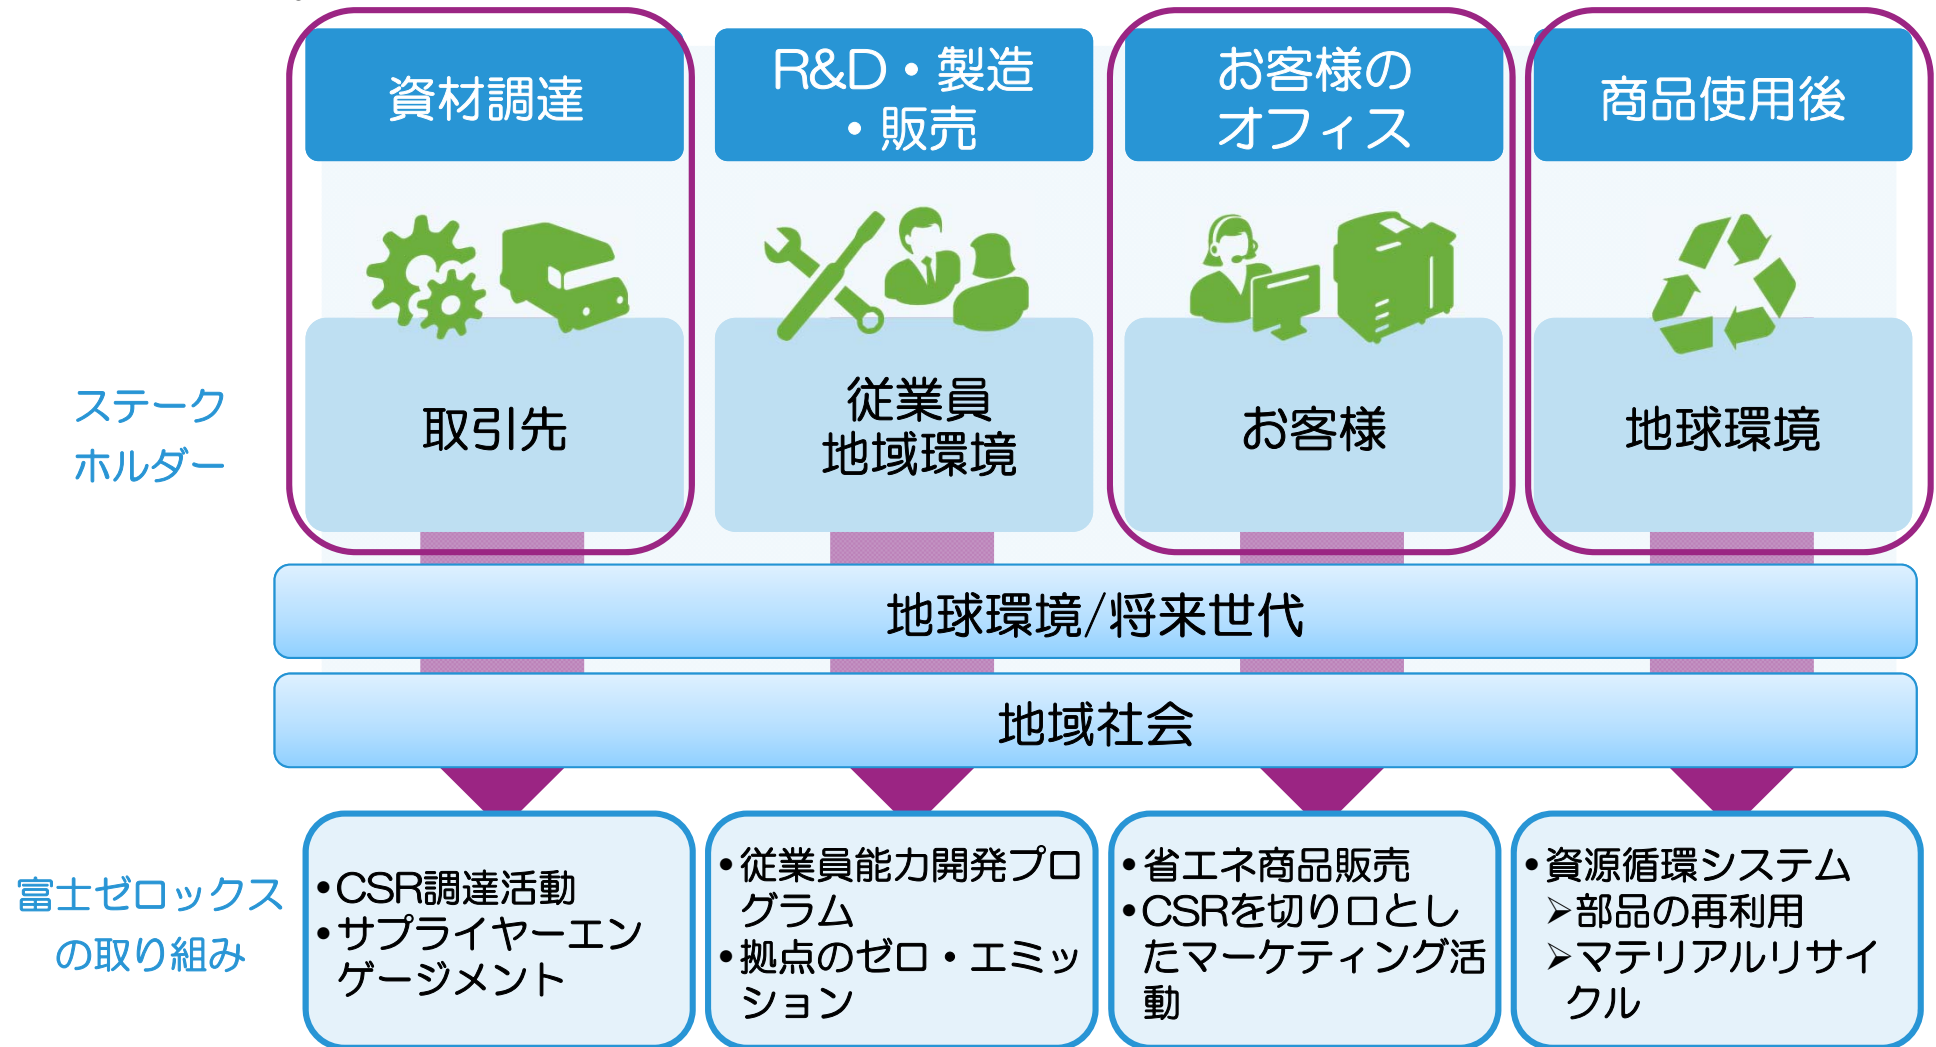 資材調達
R&D・製造
・販売
お客様の
オフィス
商品使用後
ステーク
ホルダー
取引先
従業員
地域環境
お客様
地球環境
地球環境/将来世代
地域社会
富士ゼロックス
の取り組み
•CSR調達活動
•サプライヤーエン
ゲージメント
•従業員能力開発プロ
グラム
•拠点のゼロ・エミッ
ション
•省エネ商品販売
•CSRを切り口とし
たマーケティング活
動
•資源循環システム
➢部品の再利用
➢マテリアルリサイ
クル